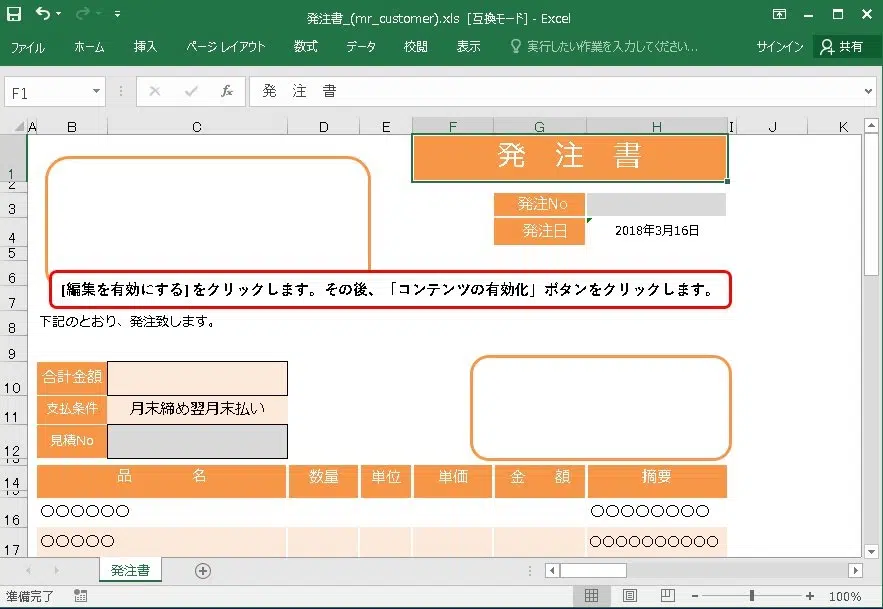 発注書_(mr_customer).xls [互換モード] - Excel
ファイル ホーム 挿入 ページレイアウト 数式 データ 校閲 表示 実行したい作業を入力してください... サインイン 共有
F1 fx 発 注 書
A B C D E F G H I J K
1 発 注 書
2
3 発注No
4 発注日 2018年3月16日
5
6 [編集を有効にする]をクリックします。その後、「コンテンツの有効化」ボタンをクリックします。
7
8 下記のとおり、発注致します。
9
10 合計金額
11 支払条件 月末締め翌月末払い
12 見積No
13
14 品 名 数量 単位 単価 金 額 摘要
15
16 〇〇〇〇〇〇 〇〇〇〇〇〇〇〇
17 〇〇〇〇〇 〇〇〇〇〇〇〇〇〇
発注書
準備完了 100%